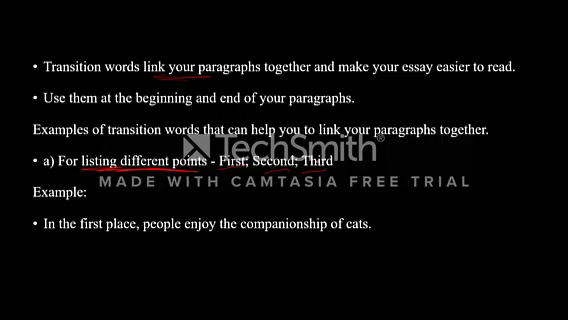 • Transition words link your paragraphs together and make your essay easier to read.
• Use them at the beginning and end of your paragraphs.
Examples of transition words that can help you to link your paragraphs together.
TechSmith®
• a) For listing different points - First; Second; Third
MADE WITH CAMTASIA FREE TRIAL
Example:
• In the first place, people enjoy the companionship of cats.